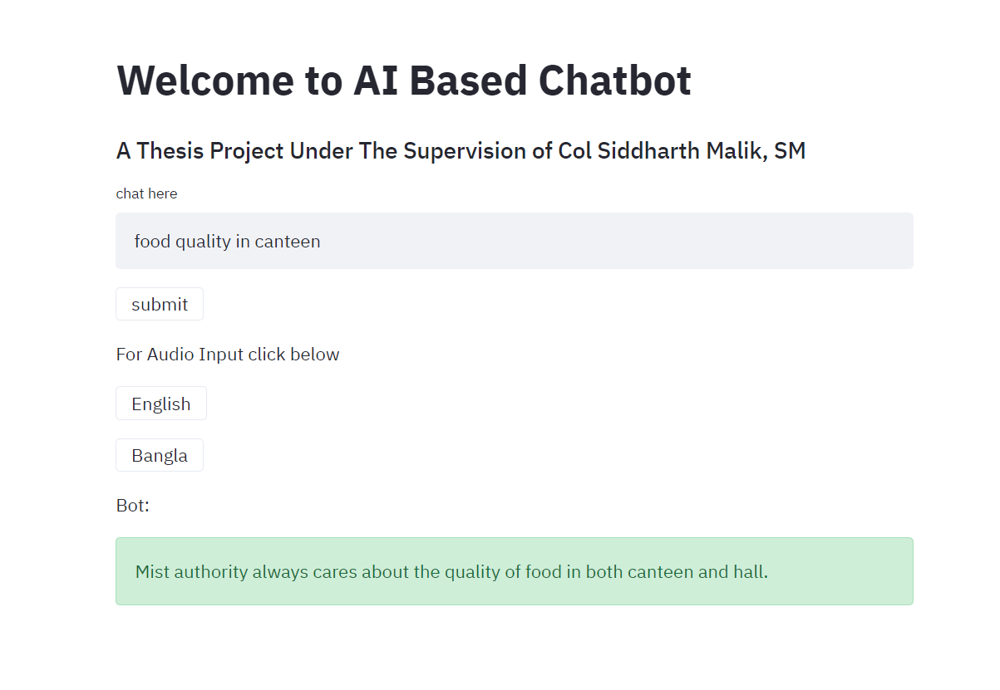 Welcome to AI Based Chatbot
A Thesis Project Under The Supervision of Col Siddharth Malik, SM
chat here
food quality in canteen
submit
For Audio Input click below
English
Bangla
Bot:
Mist authority always cares about the quality of food in both canteen and hall.